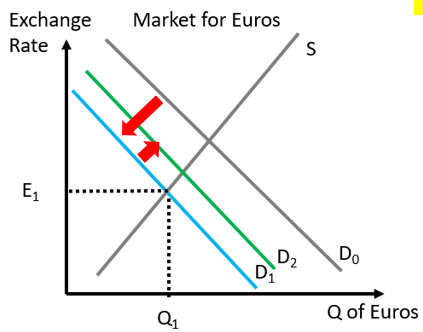 Exchange
Rate
Market for Euros
S
E1
D2
D0
D1
Q of Euros
Q1